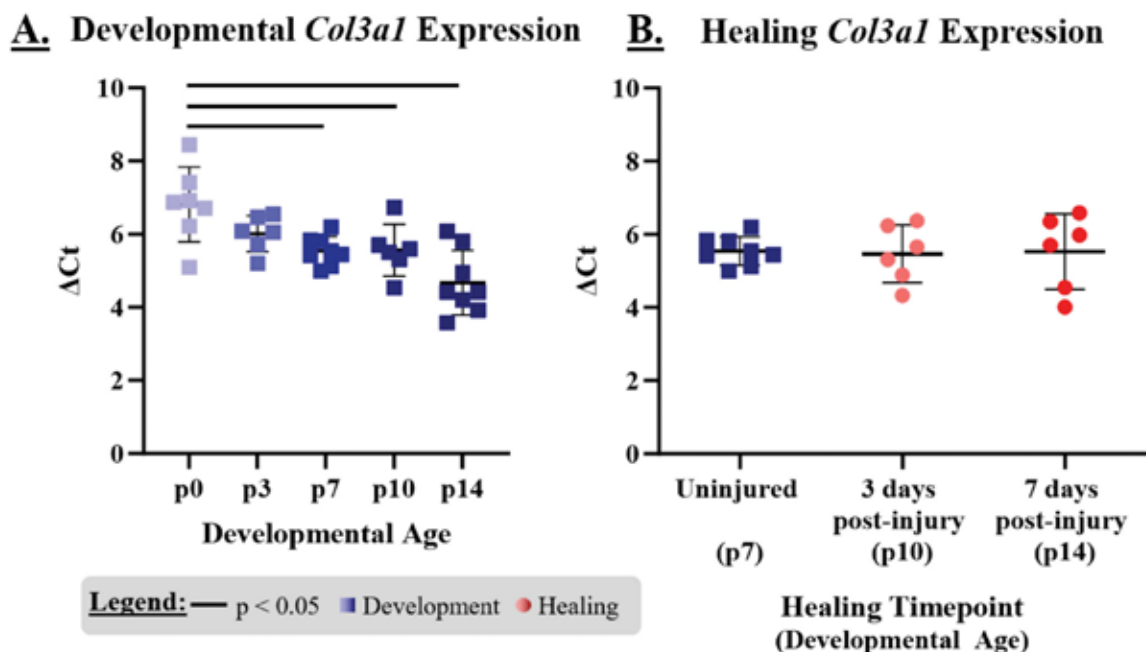 A. Developmental Col3a1 Expression
ΔCt
10
8
6
4
2
0
p0 p3 p7 p10 p14
Developmental Age
B. Healing Col3a1 Expression
ΔCt
10
8
6
4
2
0
Uninjured 3 days 7 days
post-injury post-injury
(p7) (p10) (p14)
Healing Timepoint
(Developmental Age)
Legend: p < 0.05 Development Healing